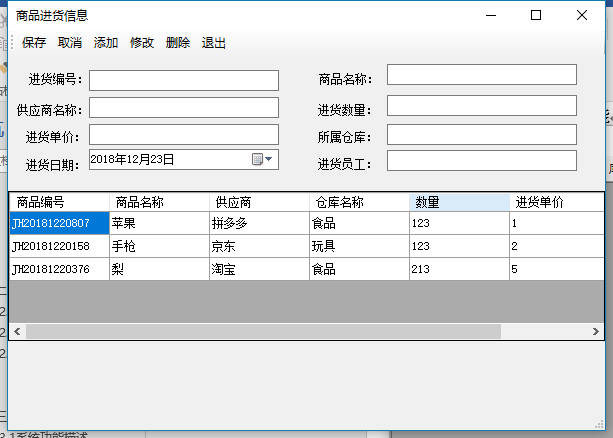 商品进货信息
保存 取消 添加 修改 删除 退出
进货编号： 商品名称：
供应商名称： 进货数量：
进货单价： 所属仓库：
进货日期： 2018年12月23日 进货员工：
商品编号 商品名称 供应商 仓库名称 数量 进货单价
JH20181220807 苹果 拼多多 食品 123 1
JH20181220158 手枪 京东 玩具 123 2
JH20181220376 梨 淘宝 食品 213 5